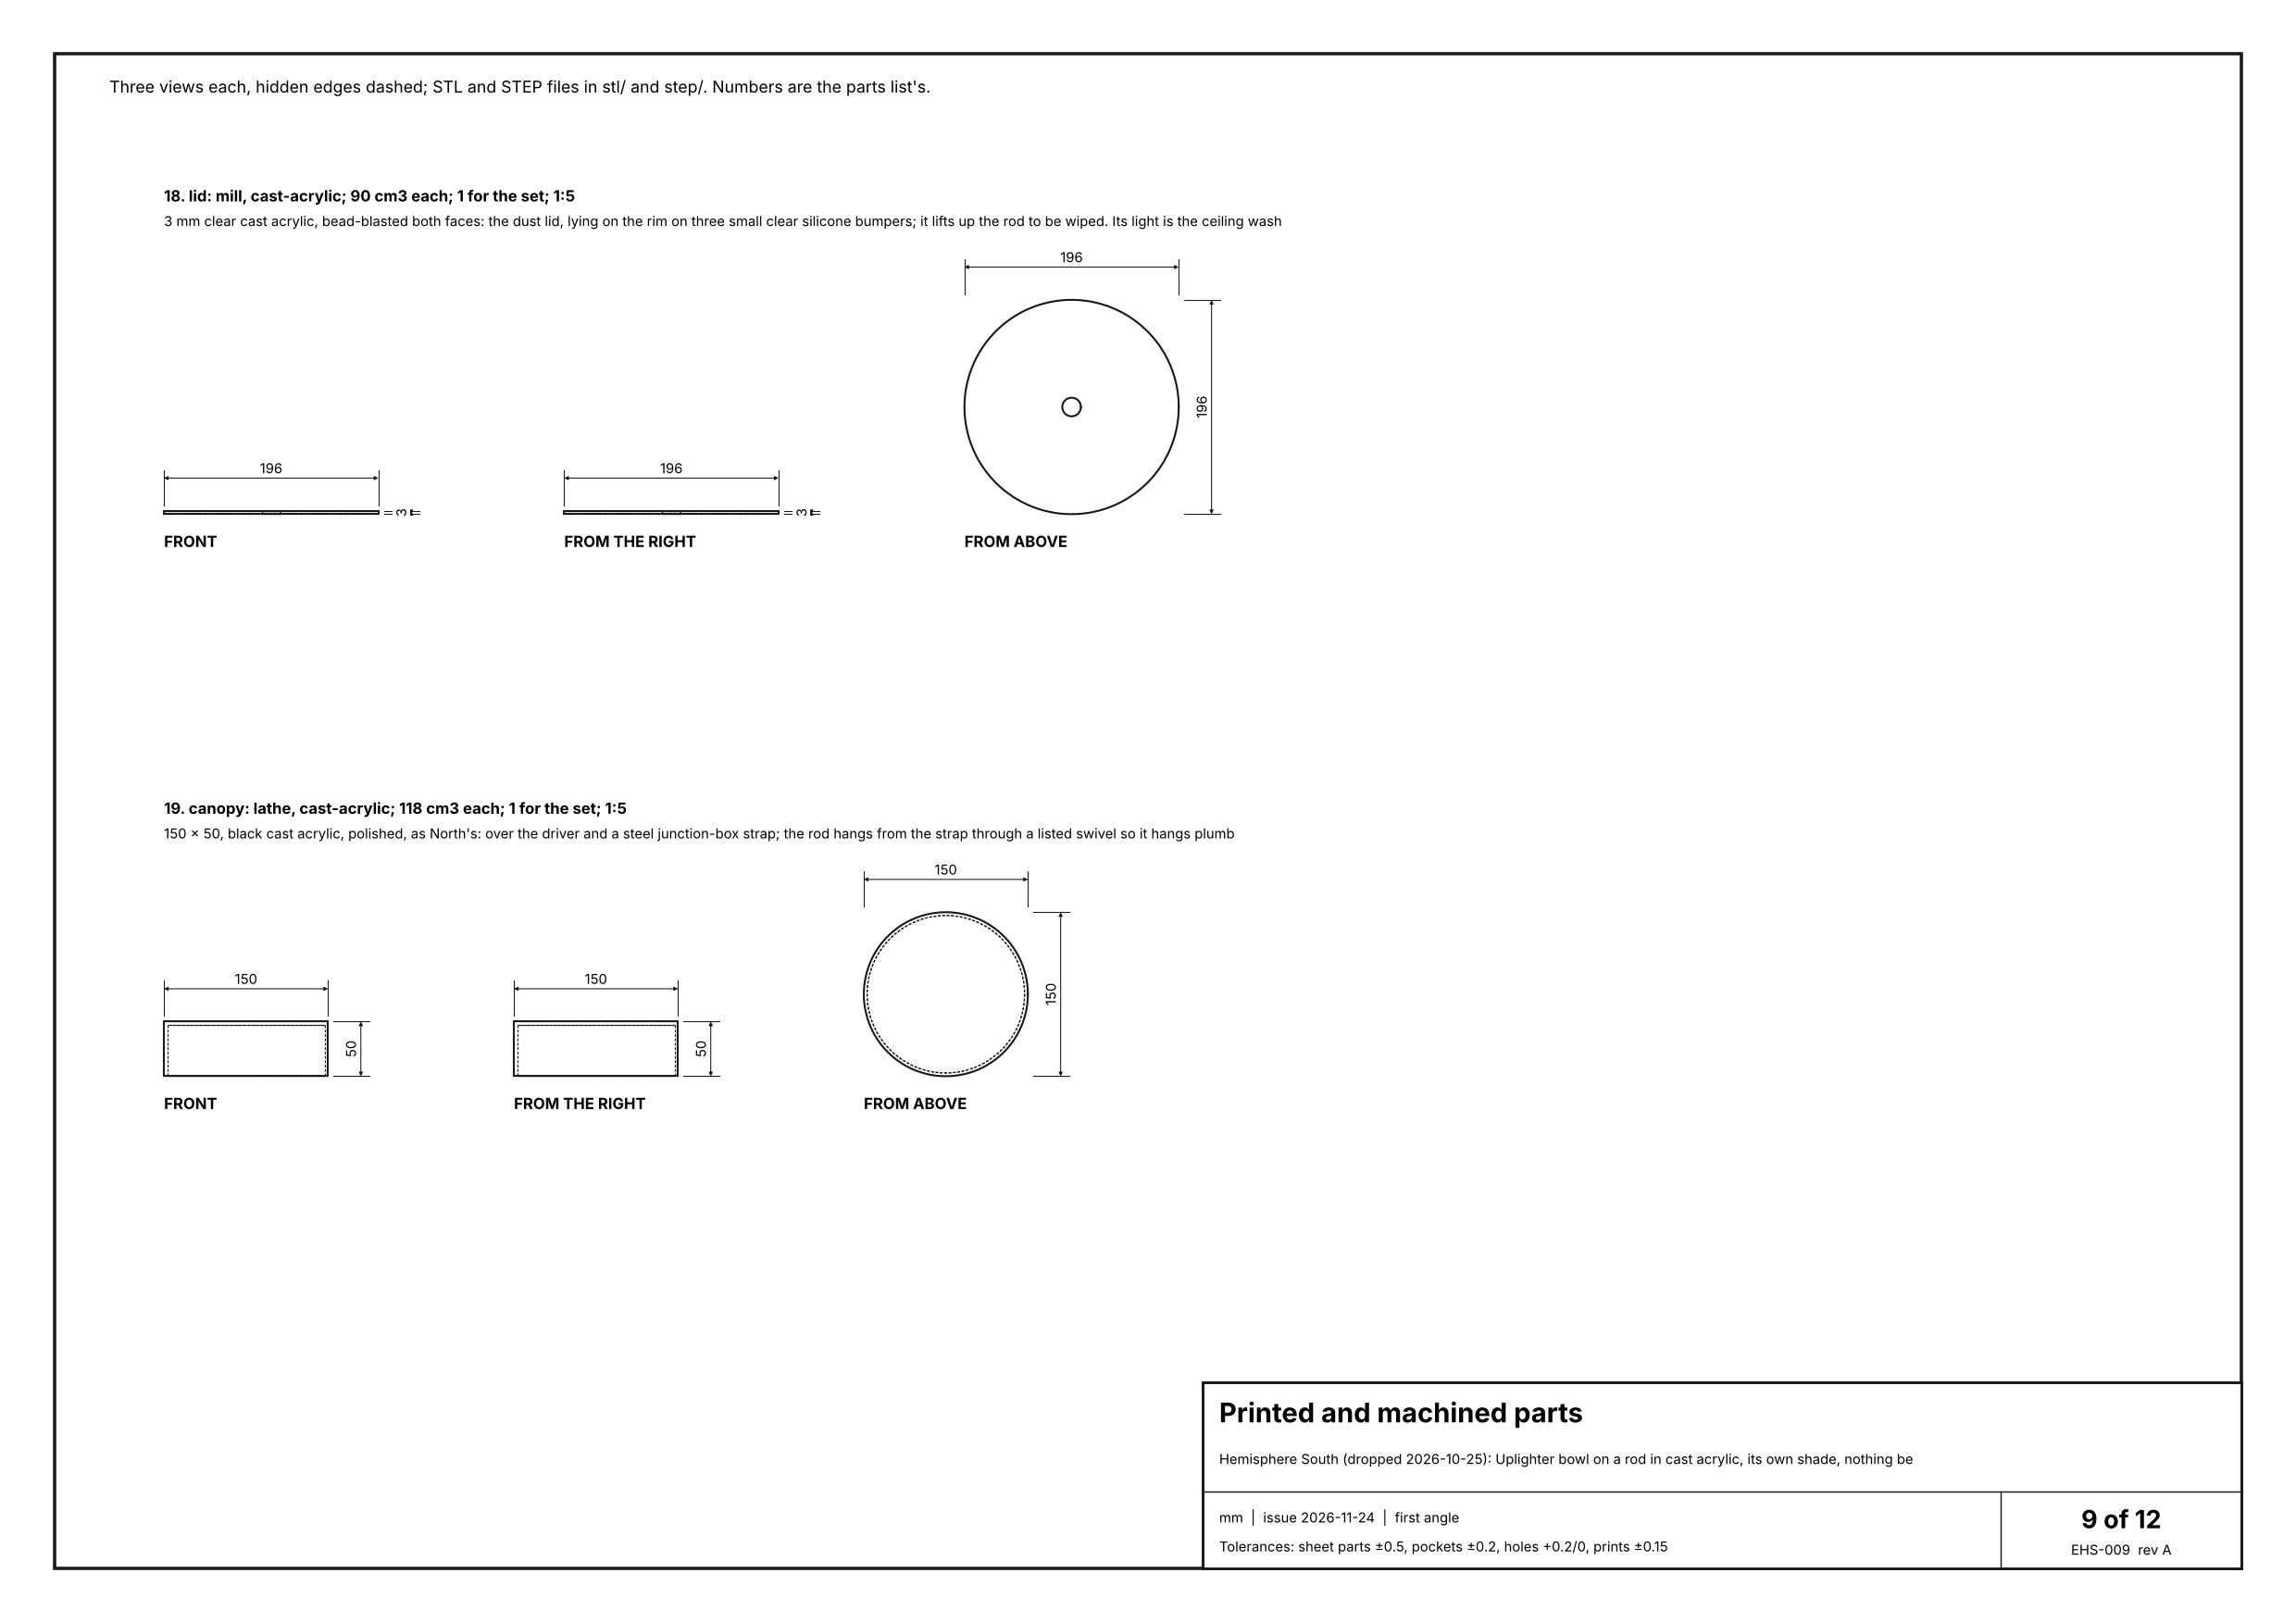 Three views each, hidden edges dashed; STL and STEP files in stl/ and step/. Numbers are the parts list's.
18. lid: mill, cast-acrylic; 90 cm3 each; 1 for the set; 1:5
3 mm clear cast acrylic, bead-blasted both faces: the dust lid, lying on the rim on three small clear silicone bumpers; it lifts up the rod to be wiped. Its light is the ceiling wash
196
196
196
3
196
3
FRONT
FROM THE RIGHT
FROM ABOVE
19. canopy: lathe, cast-acrylic; 118 cm3 each; 1 for the set; 1:5
150 × 50, black cast acrylic, polished, as North's: over the driver and a steel junction-box strap; the rod hangs from the strap through a listed swivel so it hangs plumb
150
150
150
150
50
50
FRONT
FROM THE RIGHT
FROM ABOVE
Printed and machined parts
Hemisphere South (dropped 2026-10-25): Uplighter bowl on a rod in cast acrylic, its own shade, nothing be
mm | issue 2026-11-24 | first angle
Tolerances: sheet parts ±0.5, pockets ±0.2, holes +0.2/0, prints ±0.15
9 of 12
EHS-009 rev A